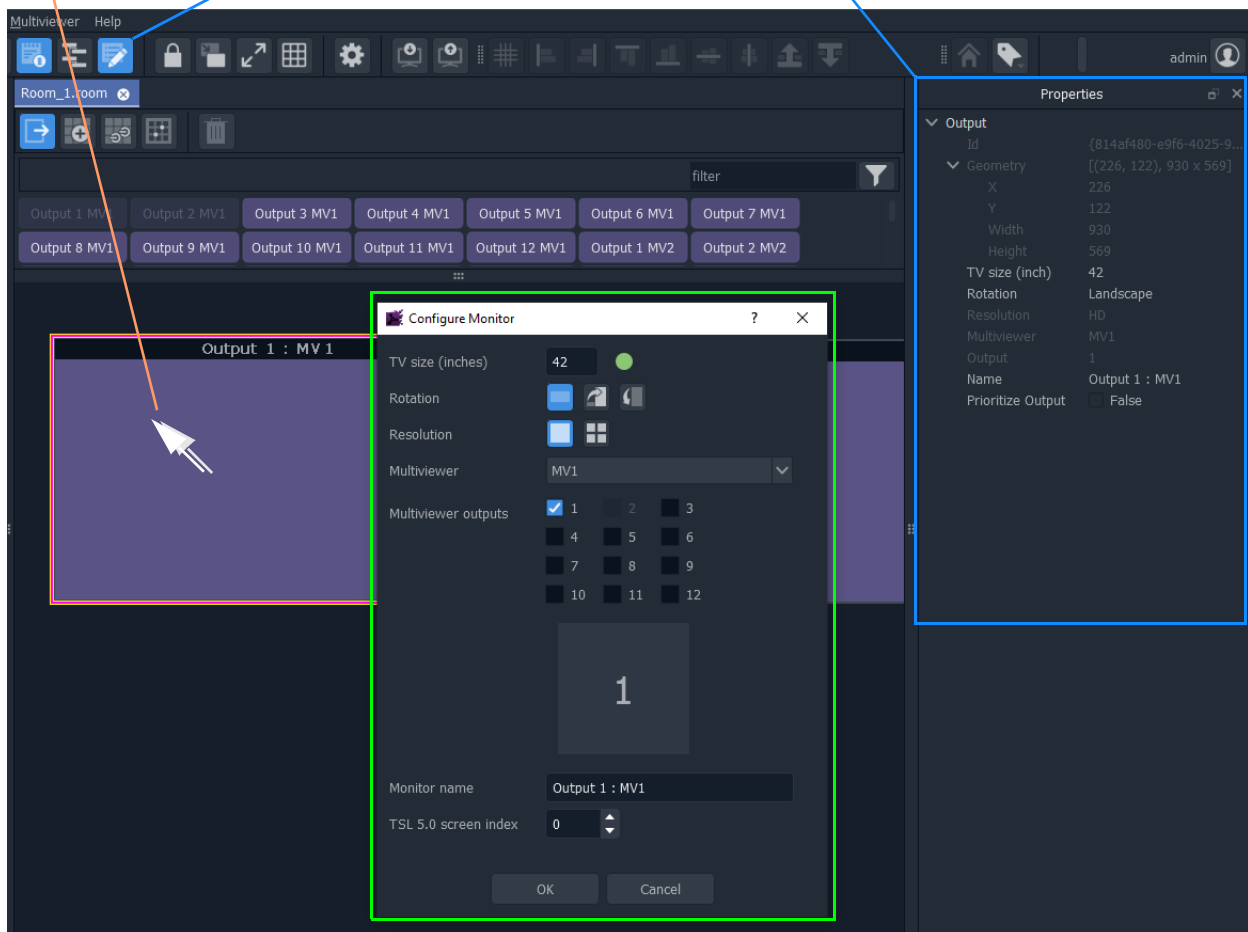 Multiviewer Help
admin
Room_1.room
filter
Output 1 MV1 Output 2 MV1 Output 3 MV1 Output 4 MV1 Output 5 MV1 Output 6 MV1 Output 7 MV1
Output 8 MV1 Output 9 MV1 Output 10 MV1 Output 11 MV1 Output 12 MV1 Output 1 MV2 Output 2 MV2
Output 1 : MV1
Configure Monitor ?
TV size (inches) 42
Rotation
Resolution
Multiviewer MV1
Multiviewer outputs 1 2 3
4 5 6
7 8 9
10 11 12
1
Monitor name Output 1 : MV1
TSL 5.0 screen index 0
OK Cancel
Properties
Output
Id {814af480-e9f6-4025-9...
Geometry [(226, 122), 930 x 569]
X 226
Y 122
Width 930
Height 569
TV size (inch) 42
Rotation Landscape
Resolution HD
Multiviewer MV1
Output 1
Name Output 1 : MV1
Prioritize Output False